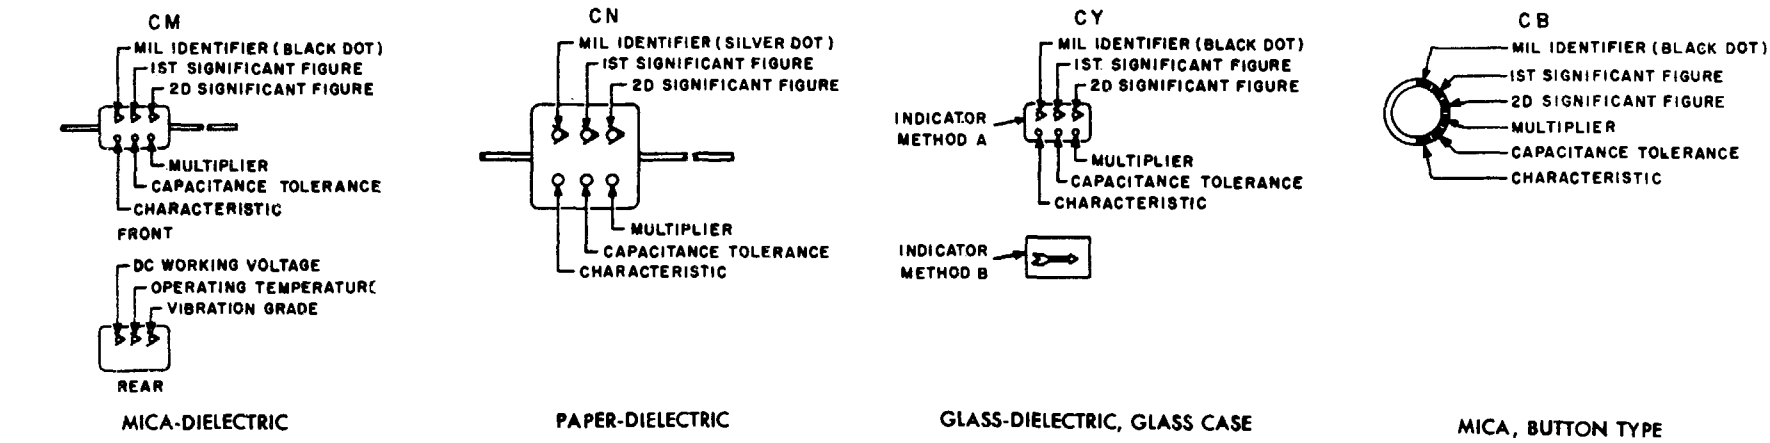 CM
MIL IDENTIFIER (BLACK DOT)
1ST SIGNIFICANT FIGURE
2D SIGNIFICANT FIGURE
MULTIPLIER
CAPACITANCE TOLERANCE
CHARACTERISTIC
FRONT
DC WORKING VOLTAGE
OPERATING TEMPERATURE
VIBRATION GRADE
REAR
MICA-DIELECTRIC
CN
MIL IDENTIFIER (SILVER DOT)
1ST SIGNIFICANT FIGURE
2D SIGNIFICANT FIGURE
MULTIPLIER
CAPACITANCE TOLERANCE
CHARACTERISTIC
PAPER-DIELECTRIC
CY
MIL IDENTIFIER (BLACK DOT)
1ST SIGNIFICANT FIGURE
2D SIGNIFICANT FIGURE
INDICATOR
METHOD A
MULTIPLIER
CAPACITANCE TOLERANCE
CHARACTERISTIC
INDICATOR
METHOD B
GLASS-DIELECTRIC, GLASS CASE
CB
MIL IDENTIFIER (BLACK DOT)
1ST SIGNIFICANT FIGURE
2D SIGNIFICANT FIGURE
MULTIPLIER
CAPACITANCE TOLERANCE
CHARACTERISTIC
MICA, BUTTON TYPE